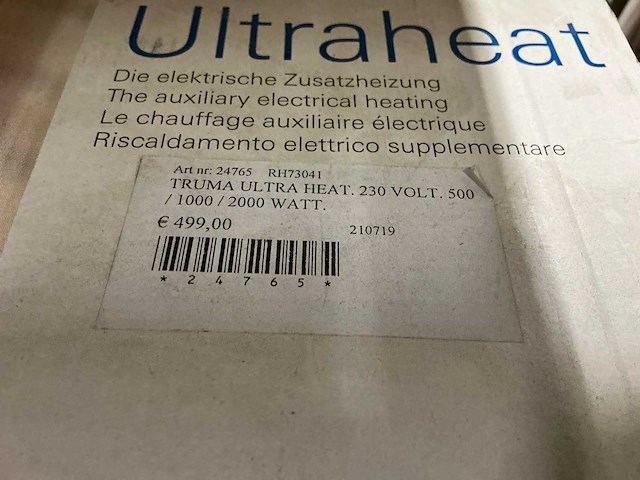 Ultraheat
Die elektrische Zusatzheizung
The auxiliary electrical heating
Le chauffage auxiliaire électrique
Riscaldamento elettrico supplementare
Art nr: 24765 RH73041
TRUMA ULTRA HEAT. 230 VOLT. 500
/ 1000 / 2000 WATT.
€ 499,00 210719
* 2 4 7 6 5 *